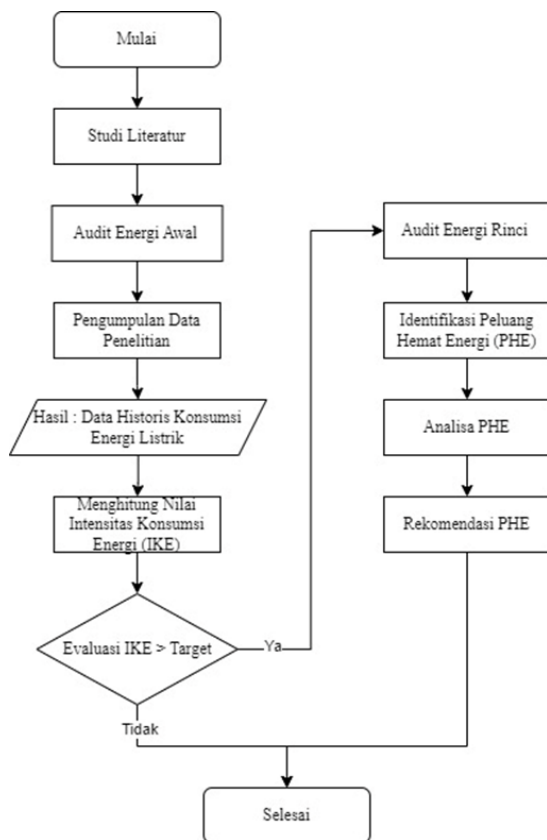 Mulai
Studi Literatur
Audit Energi Awal
Pengumpulan Data
Penelitian
Hasil : Data Historis Konsumsi
Energi Listrik
Menghitung Nilai
Intensitas Konsumsi
Energi (IKE)
Evaluasi IKE > Target
Ya
Tidak
Audit Energi Rinci
Identifikasi Peluang
Hemat Energi (PHE)
Analisa PHE
Rekomendasi PHE
Selesai